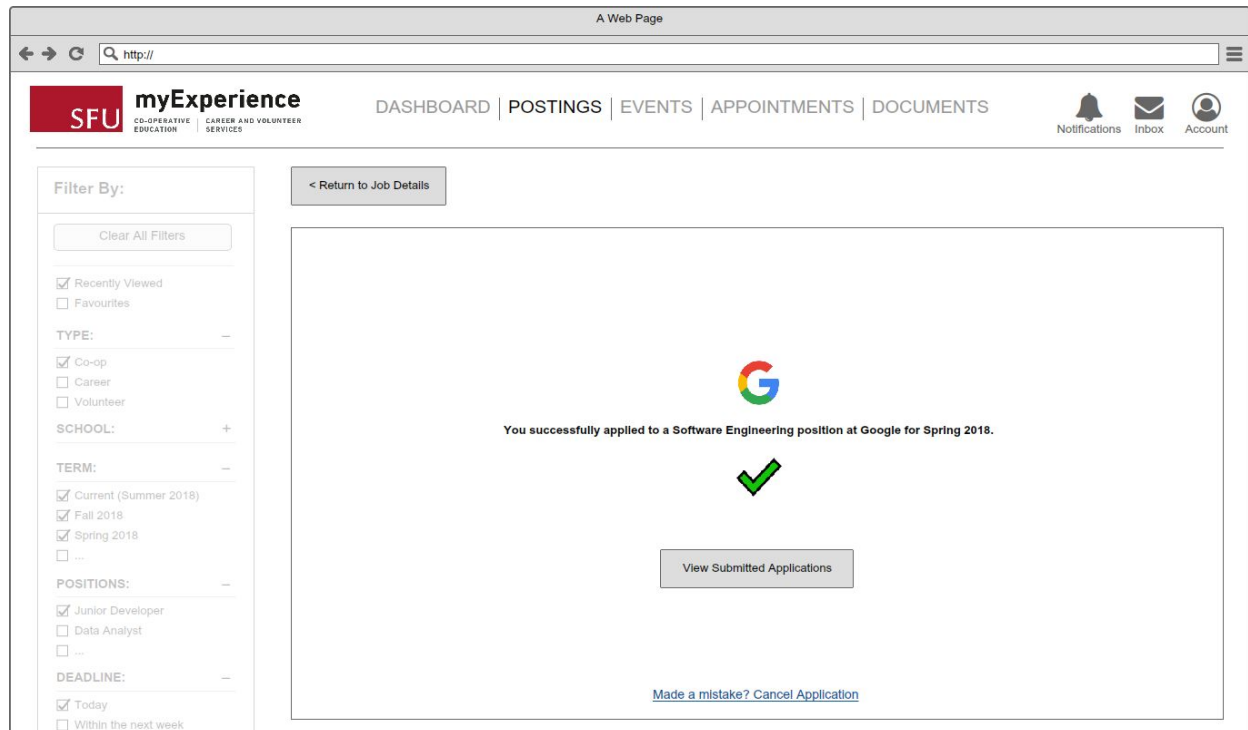 A Web Page
http://
SFU
myExperience
CO-OPERATIVE EDUCATION | CAREER AND VOLUNTEER SERVICES
DASHBOARD | POSTINGS | EVENTS | APPOINTMENTS | DOCUMENTS
Notifications
Inbox
Account
Filter By:
Clear All Filters
Recently Viewed
Favourites
TYPE:
Co-op
Career
Volunteer
SCHOOL:
TERM:
Current (Summer 2018)
Fall 2018
Spring 2018
...
POSITIONS:
Junior Developer
Data Analyst
...
DEADLINE:
Today
Within the next week
< Return to Job Details
You successfully applied to a Software Engineering position at Google for Spring 2018.
View Submitted Applications
Made a mistake? Cancel Application